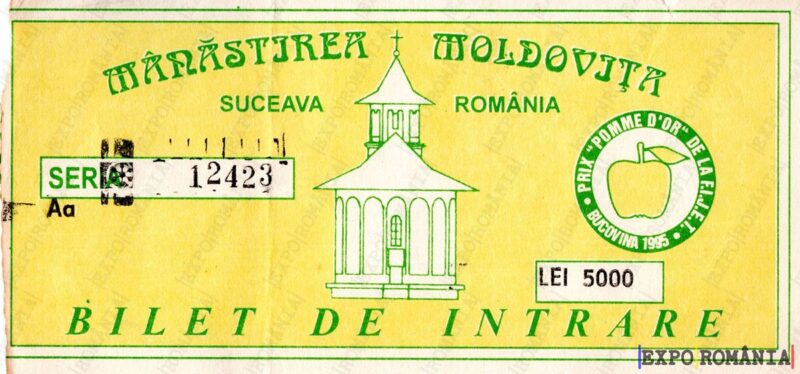 MÂNĂSTIREA MOLDOVIȚA
SUCEAVA ROMÂNIA
PRIX "POMME D'OR" DE LA F.I.J.E.T.
BUCOVINA 1995
SERIA 12423
Aa
LEI 5000
BILET DE INTRARE
EXPO ROMÂNIA